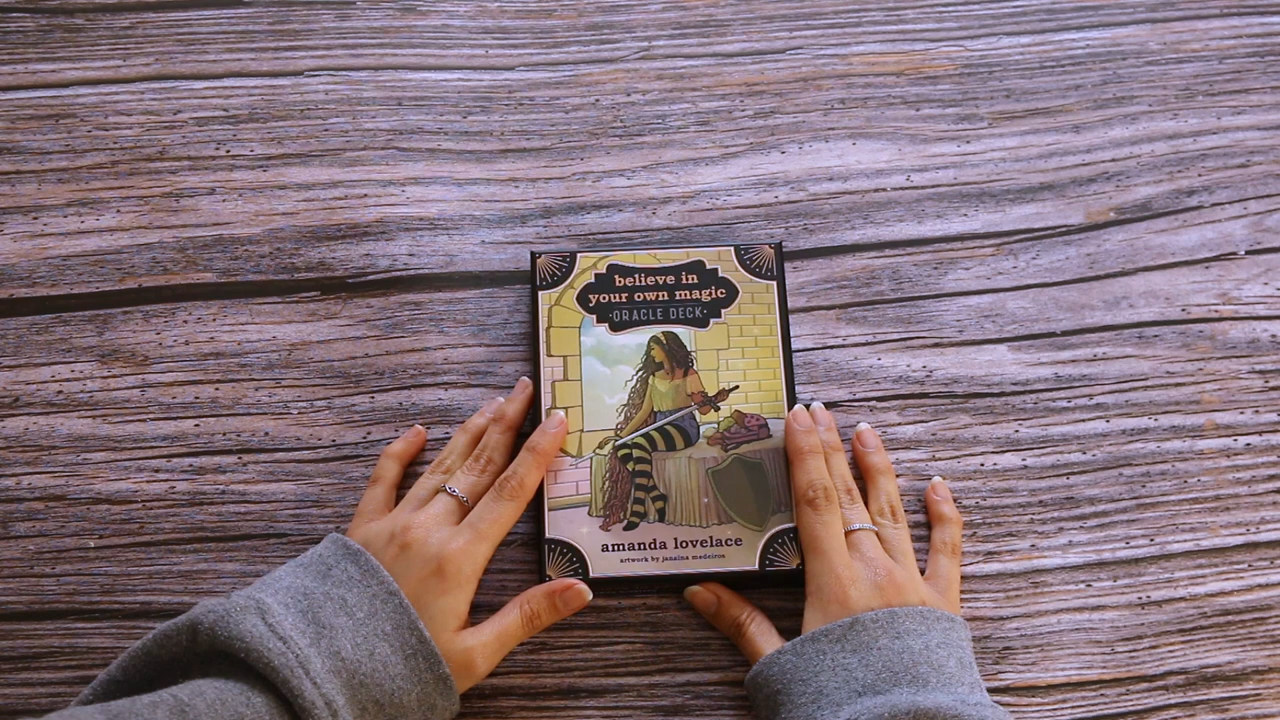 believe in
your own magic
·ORACLE DECK·
amanda lovelace
artwork by janaina medeiros